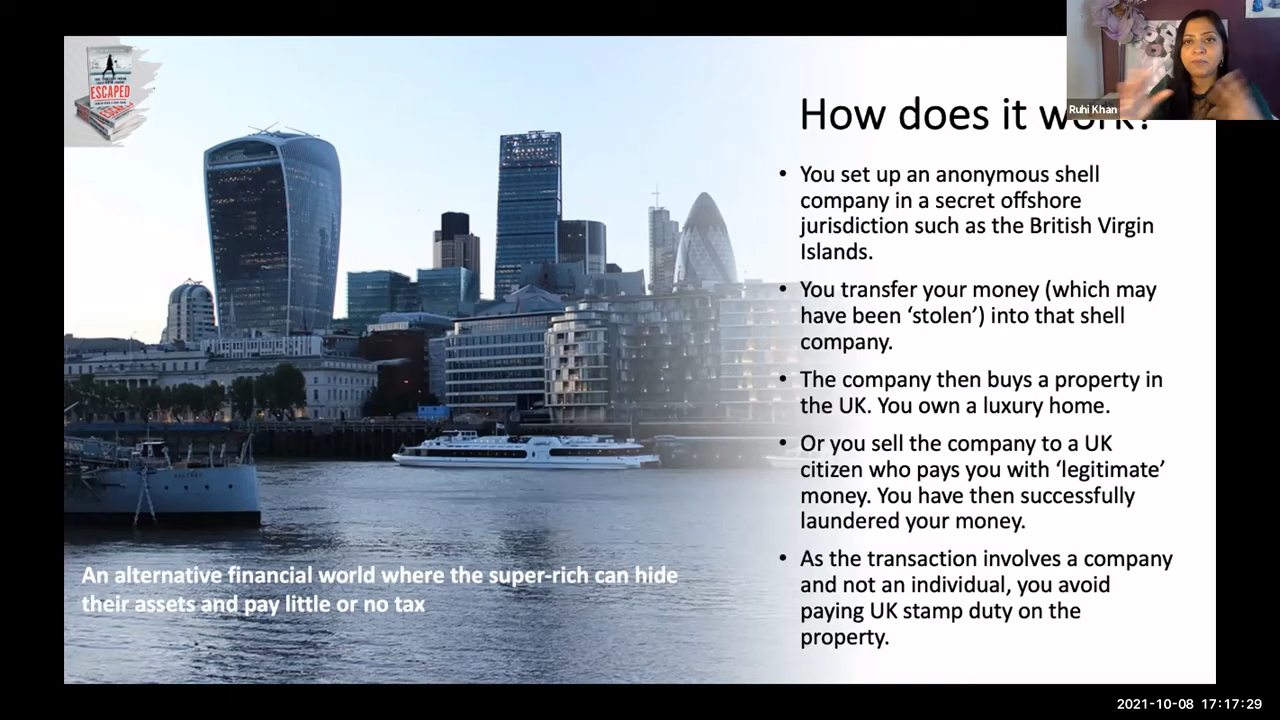 ESCAPED
Ruhi Khan
How does it work?
• You set up an anonymous shell
company in a secret offshore
jurisdiction such as the British Virgin
Islands.
• You transfer your money (which may
have been ‘stolen’) into that shell
company.
• The company then buys a property in
the UK. You own a luxury home.
• Or you sell the company to a UK
citizen who pays you with ‘legitimate’
money. You have then successfully
laundered your money.
• As the transaction involves a company
and not an individual, you avoid
paying UK stamp duty on the
property.
An alternative financial world where the super-rich can hide
their assets and pay little or no tax
2021-10-08 17:17:29